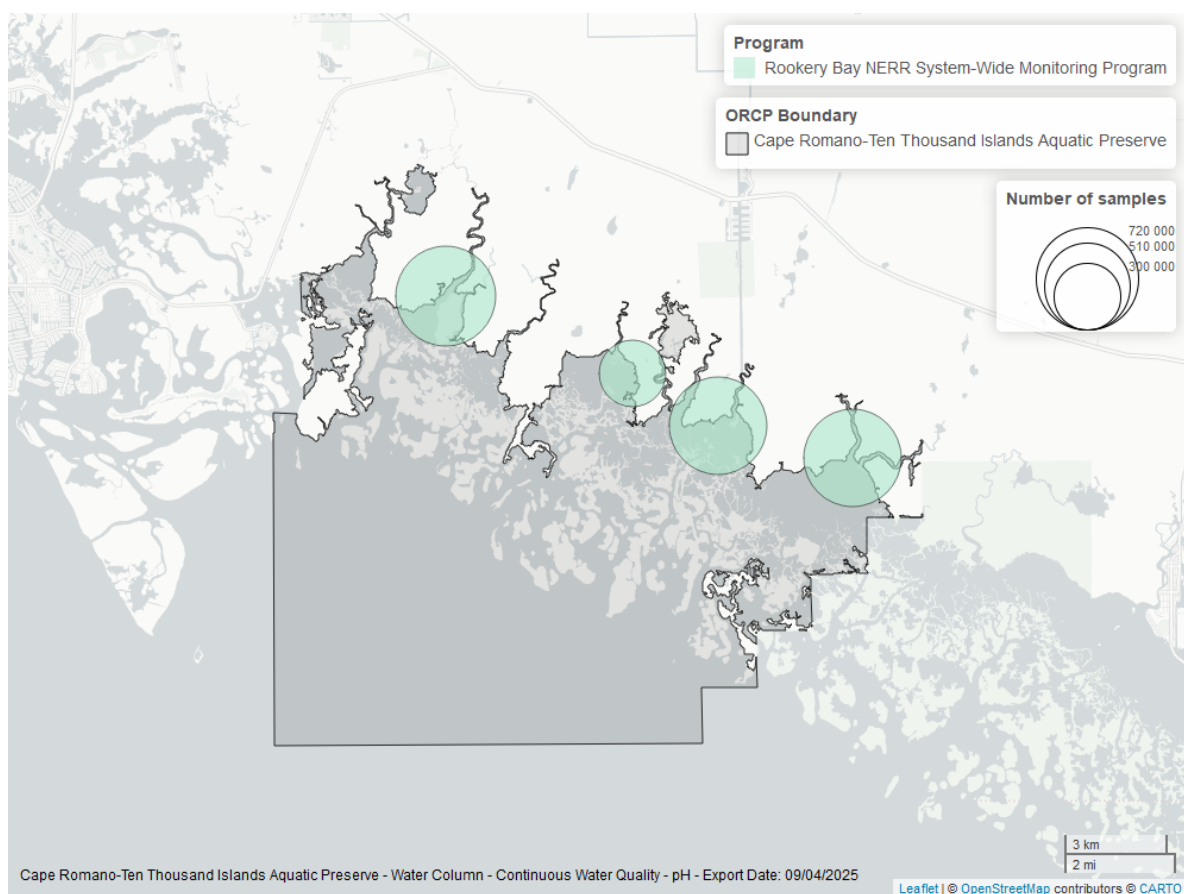 Program
Rookery Bay NERR System-Wide Monitoring Program
ORCP Boundary
Cape Romano-Ten Thousand Islands Aquatic Preserve
Number of samples
720 000
510 000
300 000
3 km
2 mi
Cape Romano-Ten Thousand Islands Aquatic Preserve - Water Column - Continuous Water Quality - pH - Export Date: 09/04/2025
Leaflet | © OpenStreetMap contributors © CARTO